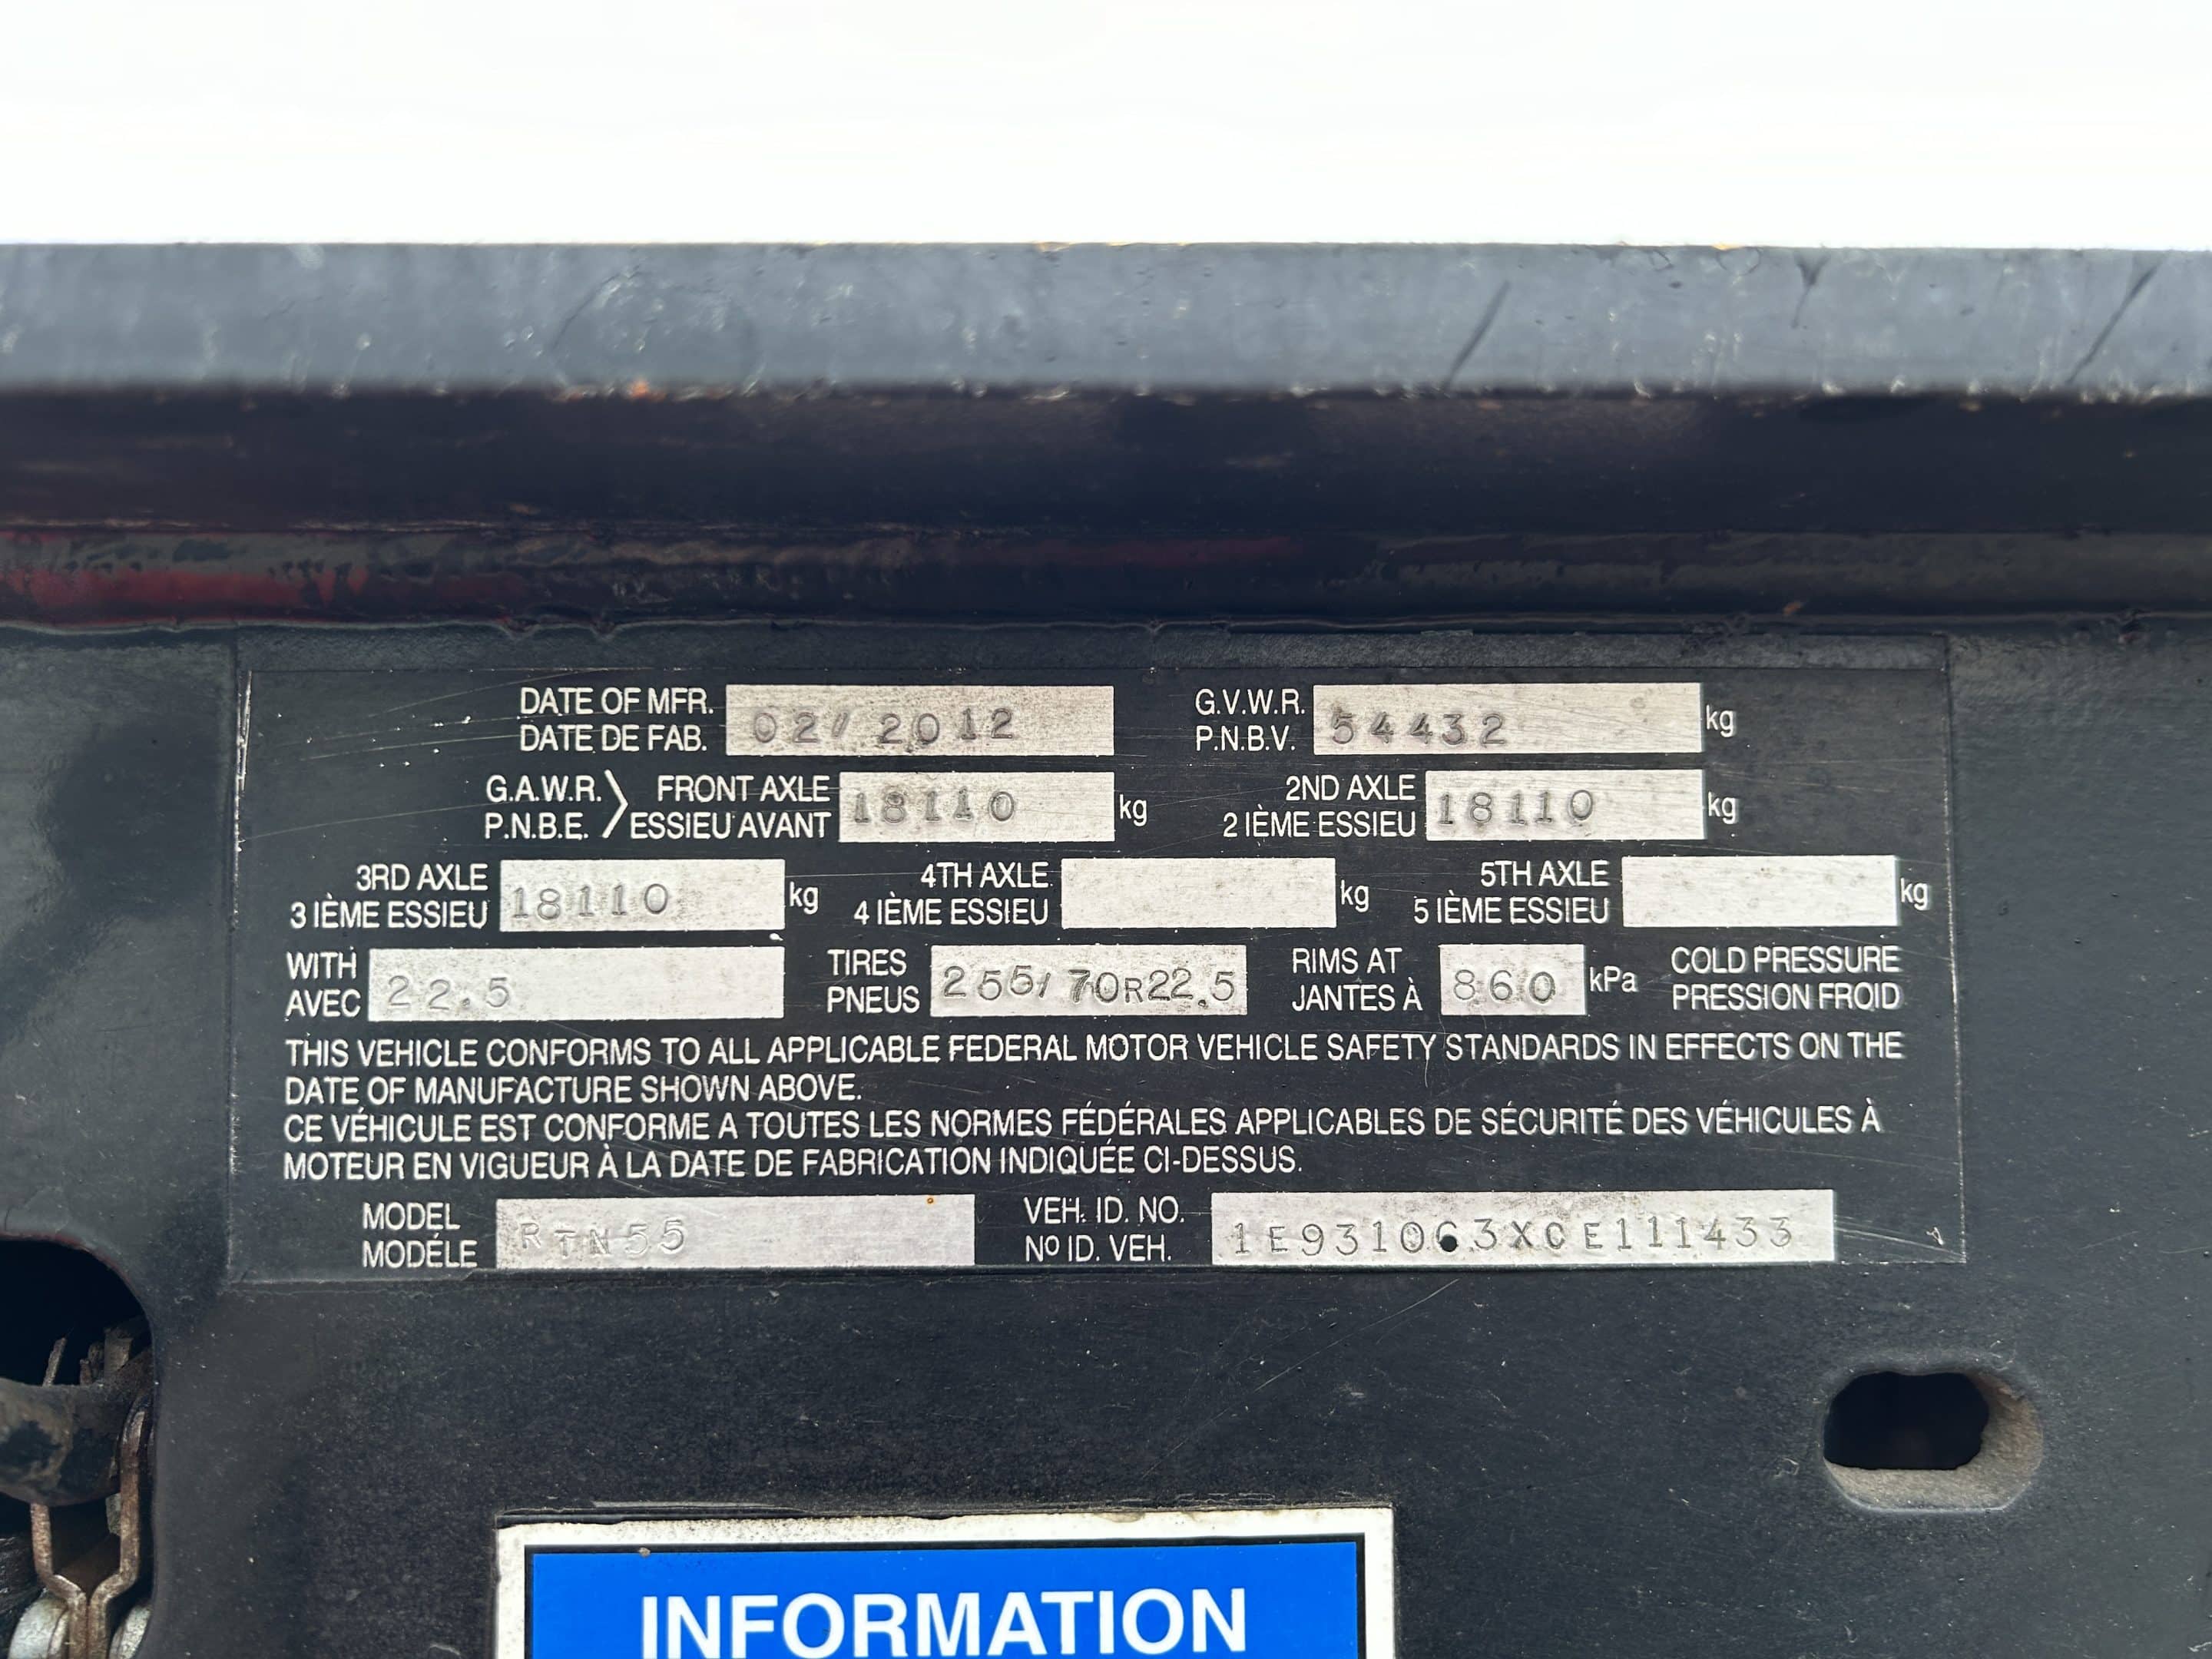 DATE OF MFR.
DATE DE FAB.
02/ 2012
G.V.W.R.
P.N.B.V.
54432
kg
G.A.W.R.
P.N.B.E.
FRONT AXLE
ESSIEU AVANT
18110
kg
2ND AXLE
2 IÈME ESSIEU
18110
kg
3RD AXLE
3 IÈME ESSIEU
18110
kg
4TH AXLE
4 IÈME ESSIEU
kg
5TH AXLE
5 IÈME ESSIEU
kg
WITH
AVEC
22.5
TIRES
PNEUS
255/70R22.5
RIMS AT
JANTES À
860
kPa
COLD PRESSURE
PRESSION FROID
THIS VEHICLE CONFORMS TO ALL APPLICABLE FEDERAL MOTOR VEHICLE SAFETY STANDARDS IN EFFECTS ON THE
DATE OF MANUFACTURE SHOWN ABOVE.
CE VÉHICULE EST CONFORME A TOUTES LES NORMES FÉDÉRALES APPLICABLES DE SÉCURITÉ DES VÉHICULES À
MOTEUR EN VIGUEUR À LA DATE DE FABRICATION INDIQUÉE CI-DESSUS.
MODEL
MODÉLE
RTN55
VEH. ID. NO.
Nº ID. VEH.
1E931063XCE111433
INFORMATION